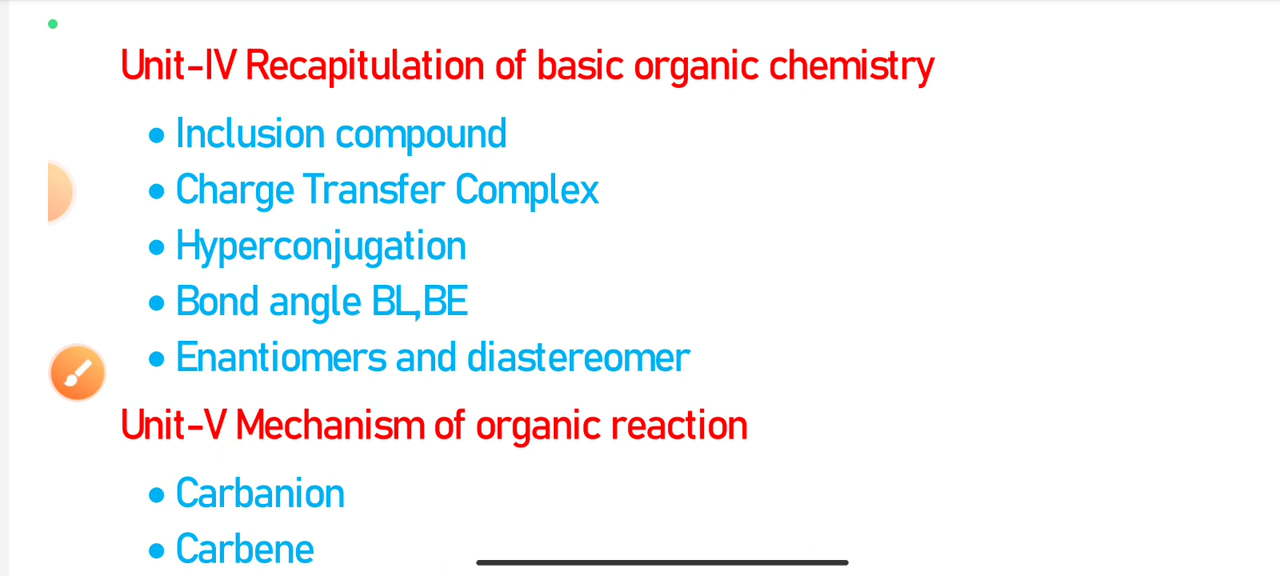 Unit-IV Recapitulation of basic organic chemistry
• Inclusion compound
• Charge Transfer Complex
• Hyperconjugation
• Bond angle BL,BE
• Enantiomers and diastereomer
Unit-V Mechanism of organic reaction
• Carbanion
• Carbene